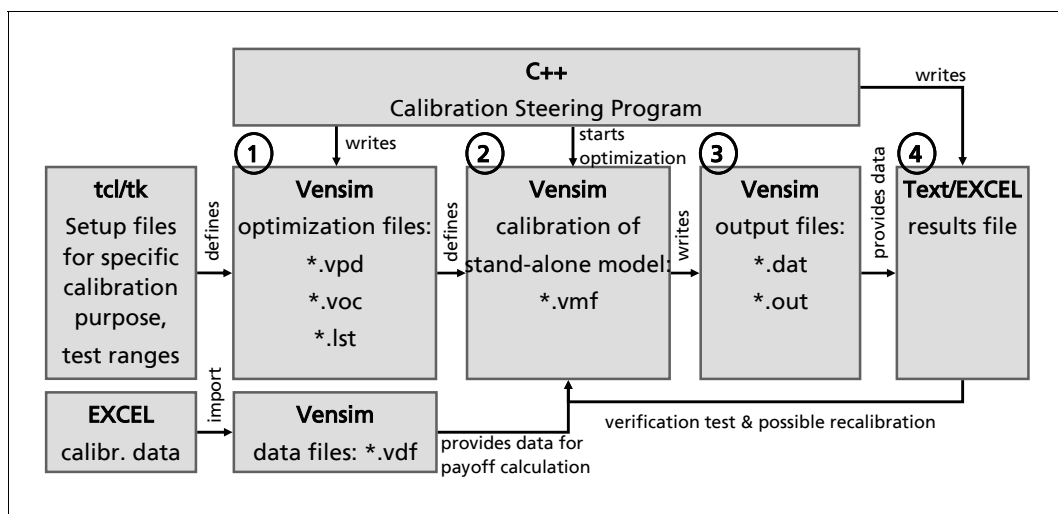 C++
Calibration Steering Program
writes
writes
starts
optimization
1
2
3
4
tcl/tk
Setup files
for specific
calibration
purpose,
test ranges
defines
Vensim
optimization files:
*.vpd
*.voc
*.lst
defines
Vensim
calibration of
stand-alone model:
*.vmf
writes
Vensim
output files:
*.dat
*.out
provides data
Text/EXCEL
results file
EXCEL
calibr. data
import
Vensim
data files: *.vdf
provides data for
payoff calculation
verification test & possible recalibration